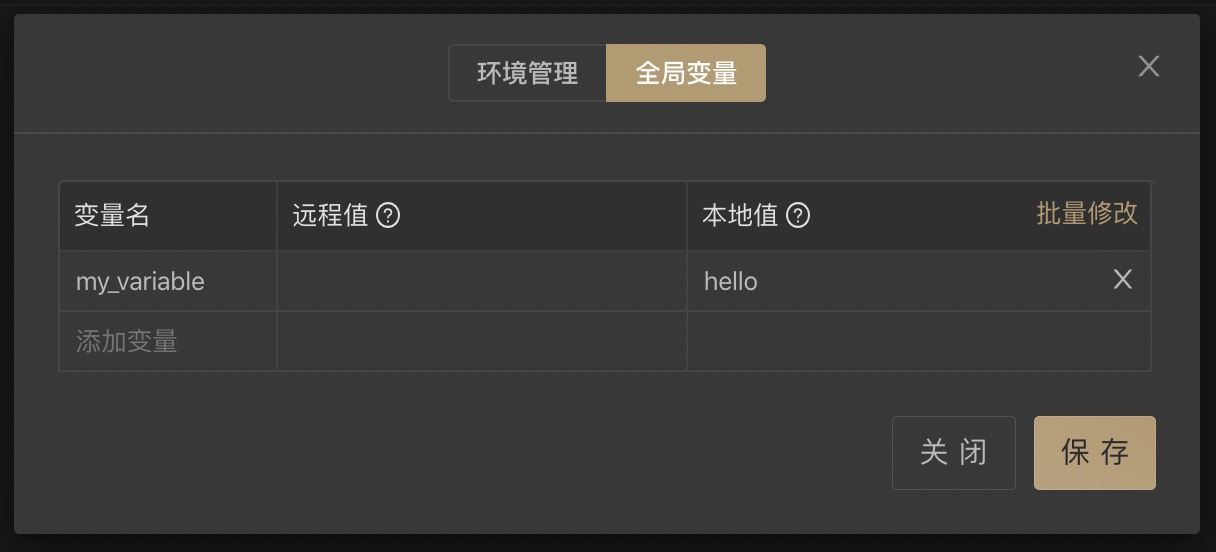 环境管理 全局变量
变量名 远程值 本地值 批量修改
my_variable hello
添加变量
关闭 保存